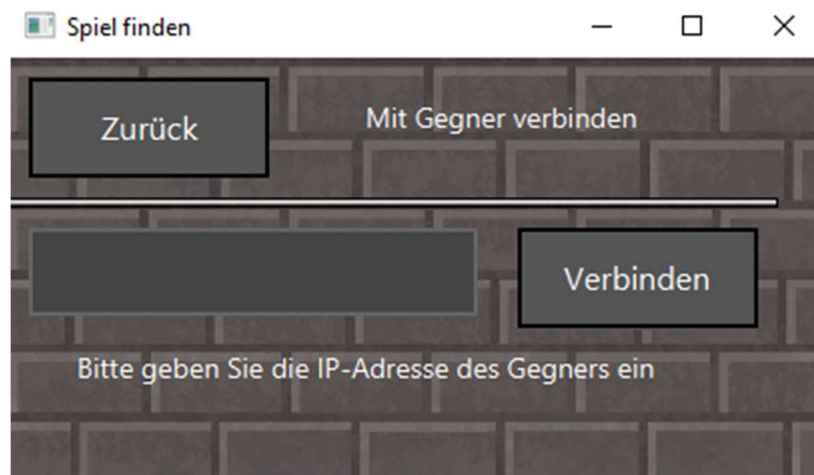 Spiel finden
Zurück
Mit Gegner verbinden
Verbinden
Bitte geben Sie die IP-Adresse des Gegners ein